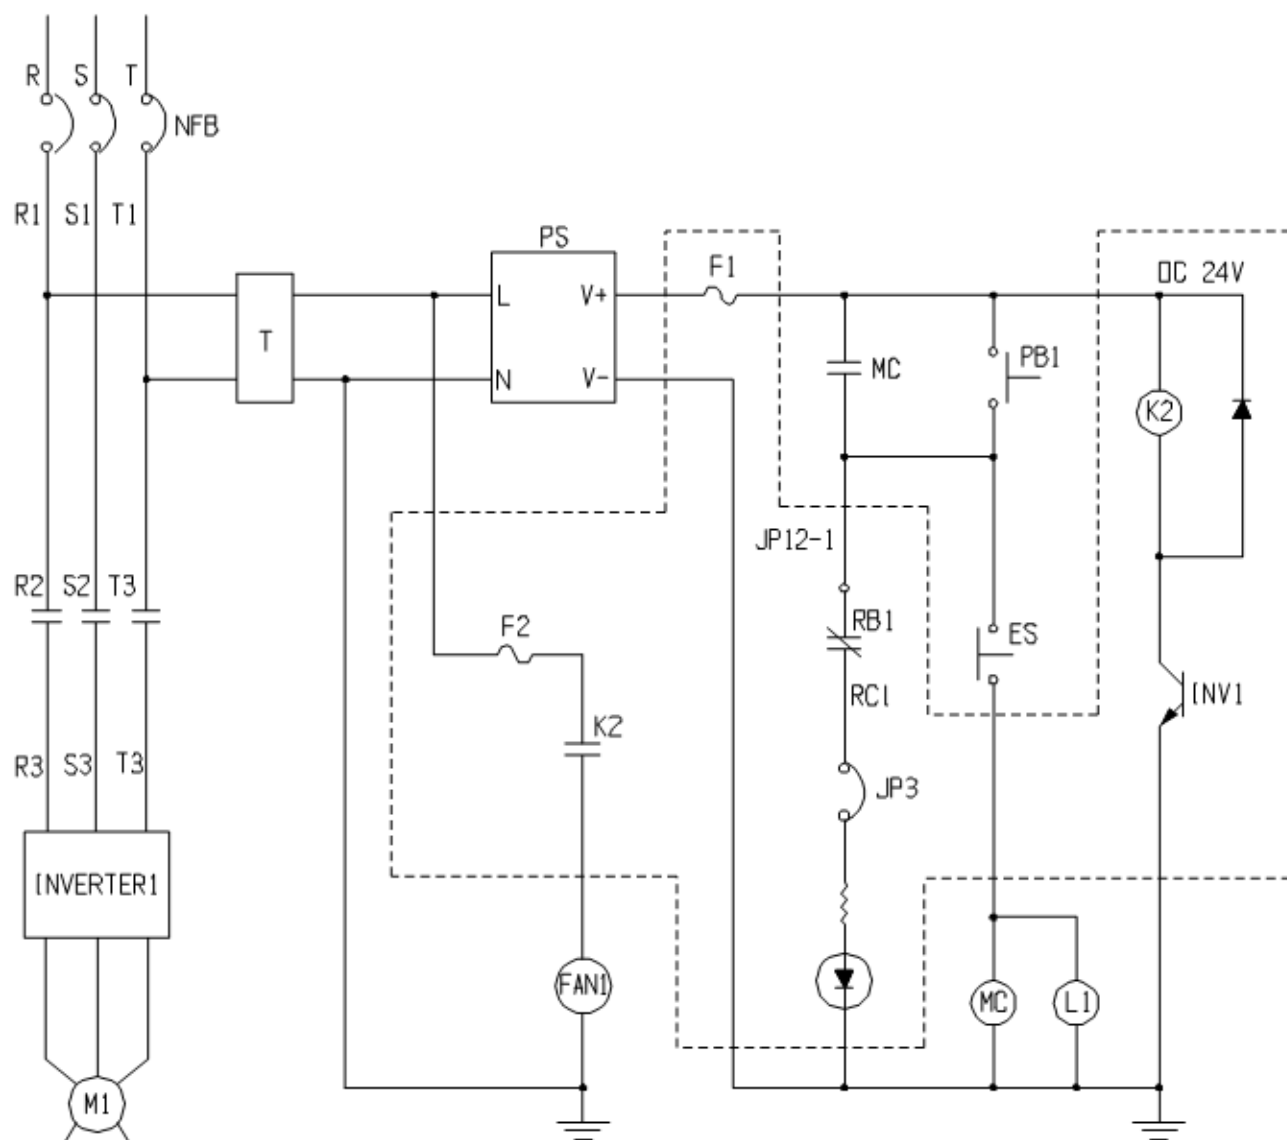 R S T
NFB
R1 S1 T1
PS
F1
DC 24V
L V+
T
MC
PB1
N V-
K2
JP12-1
R2 S2 T3
F2
RB1
ES
RC1
INV1
K2
R3 S3 T3
JP3
INVERTER1
FAN1
MC
L1
M1